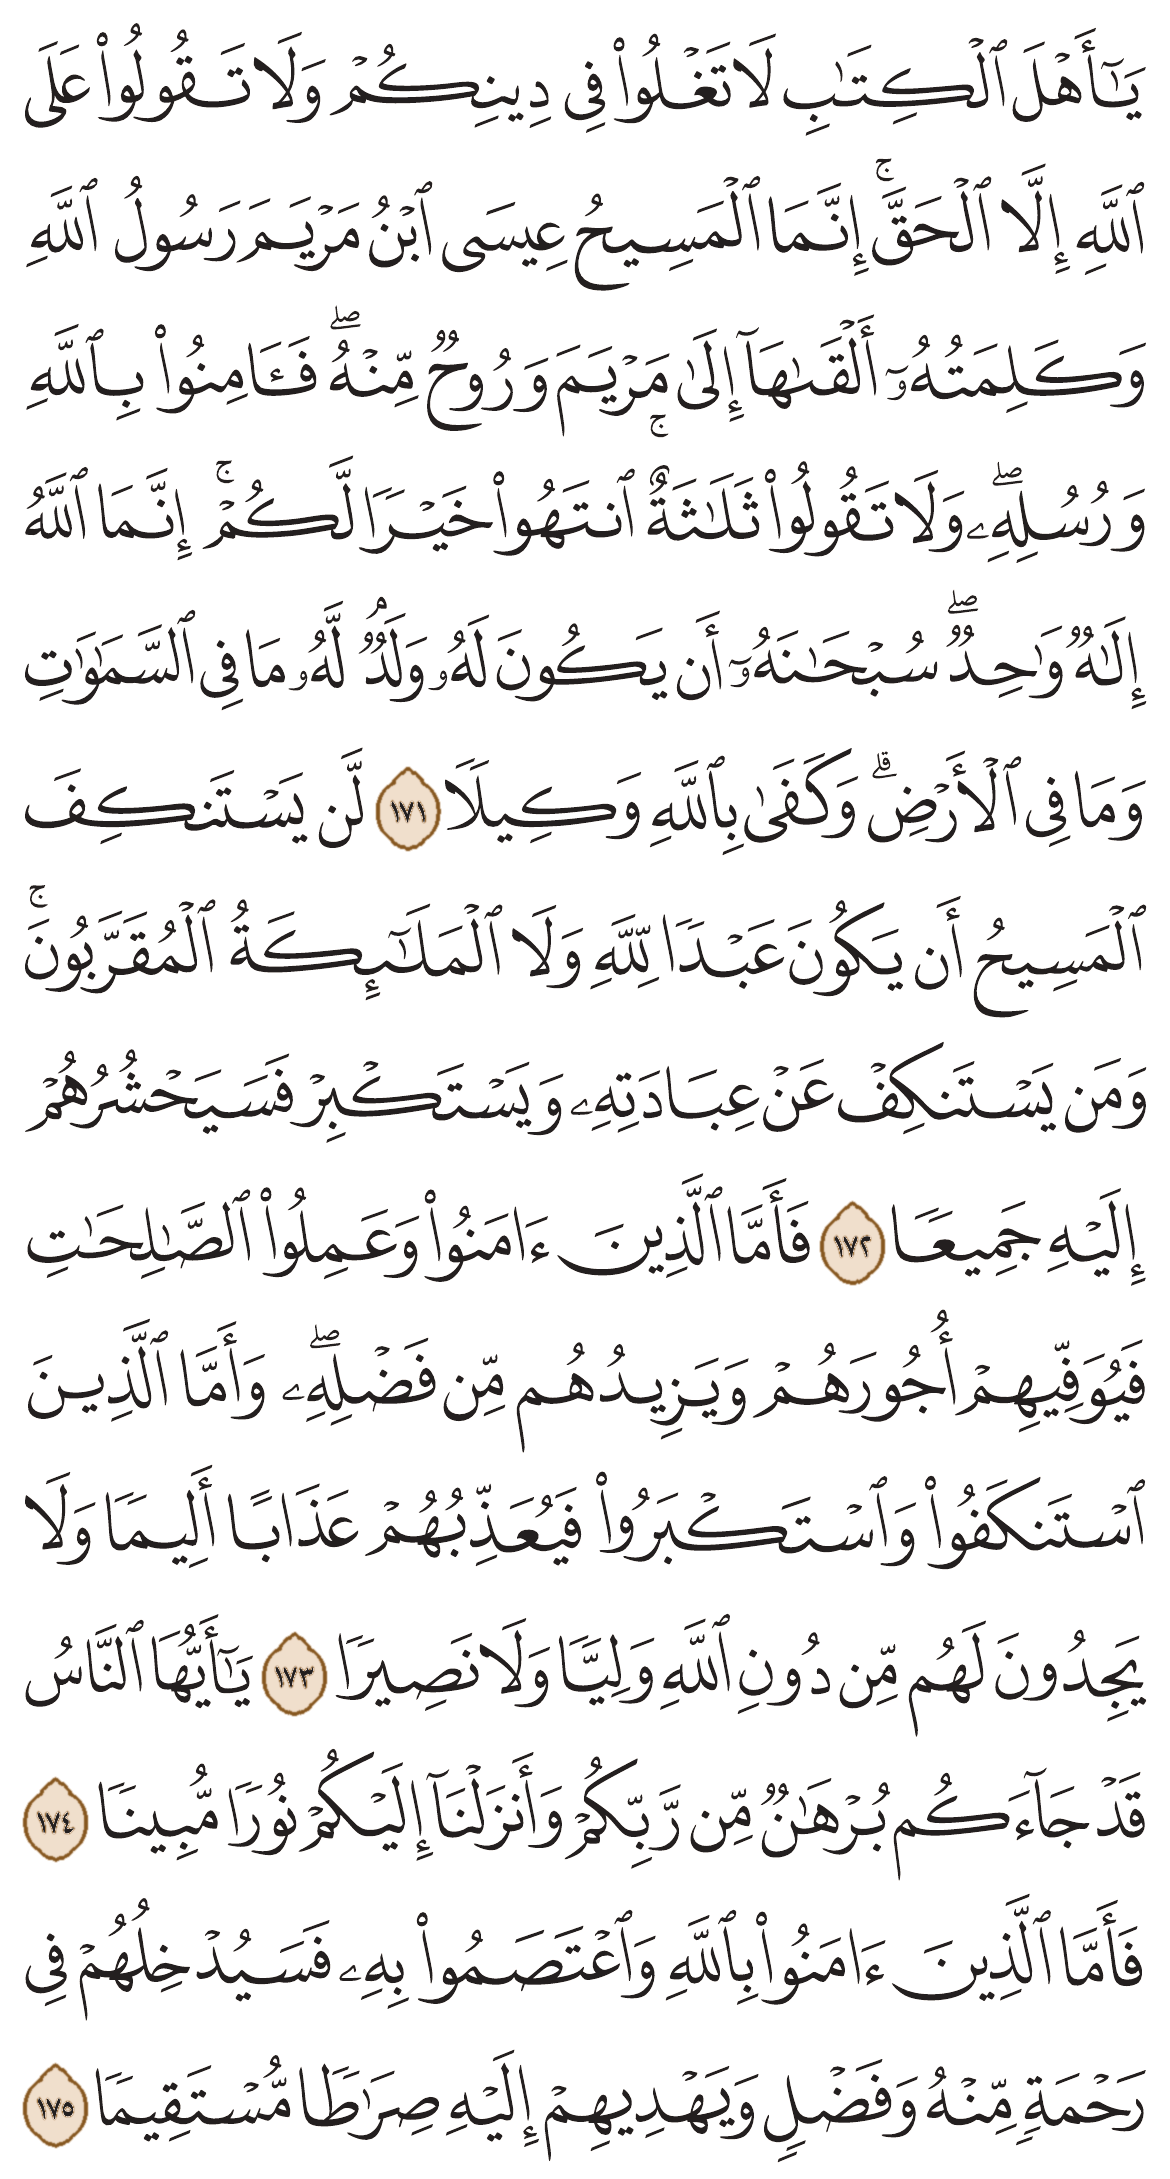 يَـٰٓأَهْلَ ٱلْكِتَـٰبِ لَا تَغْلُوا۟ فِى دِينِكُمْ وَلَا تَقُولُوا۟ عَلَى
ٱللَّهِ إِلَّا ٱلْحَقَّ ۚ إِنَّمَا ٱلْمَسِيحُ عِيسَى ٱبْنُ مَرْيَمَ رَسُولُ ٱللَّهِ
وَكَلِمَتُهُۥٓ أَلْقَىٰهَآ إِلَىٰ مَرْيَمَ وَرُوحٌ مِّنْهُ ۖ فَـَٔامِنُوا۟ بِٱللَّهِ
وَرُسُلِهِۦ ۖ وَلَا تَقُولُوا۟ ثَلَـٰثَةٌ ۚ ٱنتَهُوا۟ خَيْرًا لَّكُمْ ۚ إِنَّمَا ٱللَّهُ
إِلَـٰهٌ وَٰحِدٌ ۖ سُبْحَـٰنَهُۥٓ أَن يَكُونَ لَهُۥ وَلَدٌ ۘ لَّهُۥ مَا فِى ٱلسَّمَـٰوَٰتِ
وَمَا فِى ٱلْأَرْضِ ۗ وَكَفَىٰ بِٱللَّهِ وَكِيلًا ١٧١ لَّن يَسْتَنكِفَ
ٱلْمَسِيحُ أَن يَكُونَ عَبْدًا لِّلَّهِ وَلَا ٱلْمَلَـٰٓئِكَةُ ٱلْمُقَرَّبُونَ ۚ
وَمَن يَسْتَنكِفْ عَنْ عِبَادَتِهِۦ وَيَسْتَكْبِرْ فَسَيَحْشُرُهُمْ
إِلَيْهِ جَمِيعًا ١٧٢ فَأَمَّا ٱلَّذِينَ ءَامَنُوا۟ وَعَمِلُوا۟ ٱلصَّـٰلِحَـٰتِ
فَيُوَفِّيهِمْ أُجُورَهُمْ وَيَزِيدُهُم مِّن فَضْلِهِۦ ۖ وَأَمَّا ٱلَّذِينَ
ٱسْتَنكَفُوا۟ وَٱسْتَكْبَرُوا۟ فَيُعَذِّبُهُمْ عَذَابًا أَلِيمًا وَلَا
يَجِدُونَ لَهُم مِّن دُونِ ٱللَّهِ وَلِيًّا وَلَا نَصِيرًا ١٧٣ يَـٰٓأَيُّهَا ٱلنَّاسُ
قَدْ جَآءَكُم بُرْهَـٰنٌ مِّن رَّبِّكُمْ وَأَنزَلْنَآ إِلَيْكُمْ نُورًا مُّبِينًا ١٧٤
فَأَمَّا ٱلَّذِينَ ءَامَنُوا۟ بِٱللَّهِ وَٱعْتَصَمُوا۟ بِهِۦ فَسَيُدْخِلُهُمْ فِى
رَحْمَةٍ مِّنْهُ وَفَضْلٍ وَيَهْدِيهِمْ إِلَيْهِ صِرَٰطًا مُّسْتَقِيمًا ١٧٥